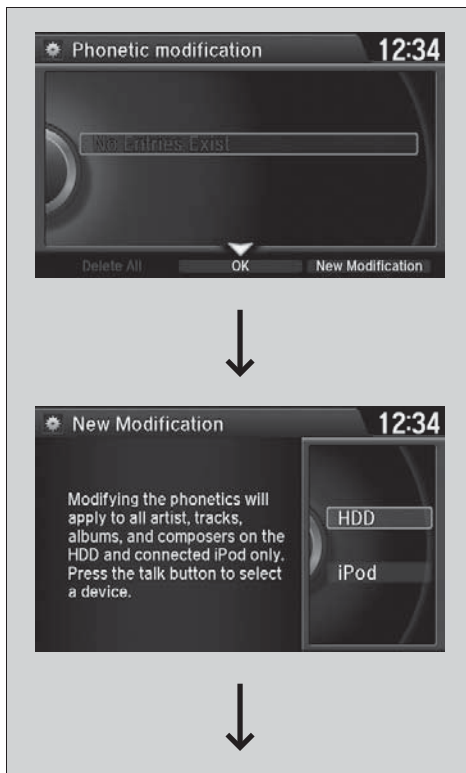 Phonetic modification 12:34
No Entries Exist
Delete All OK New Modification
New Modification 12:34
Modifying the phonetics will
apply to all artist, tracks,
albums, and composers on the
HDD and connected iPod only.
Press the talk button to select
a device.
HDD
iPod